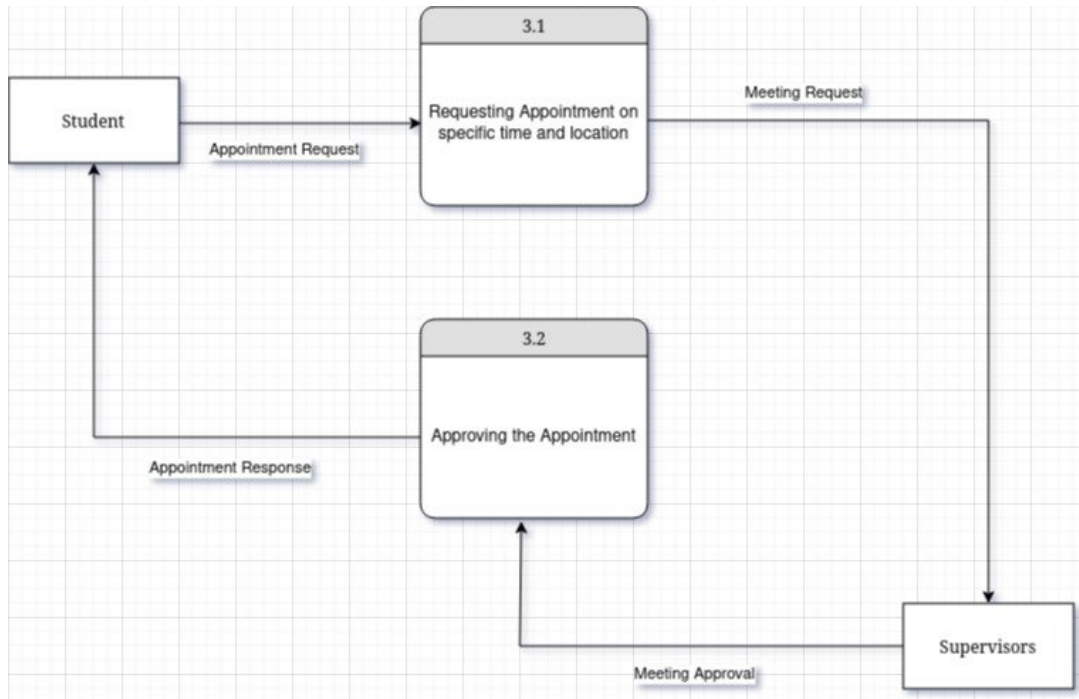 3.1
Student
Requesting Appointment on
specific time and location
Meeting Request
Appointment Request
3.2
Approving the Appointment
Appointment Response
Supervisors
Meeting Approval